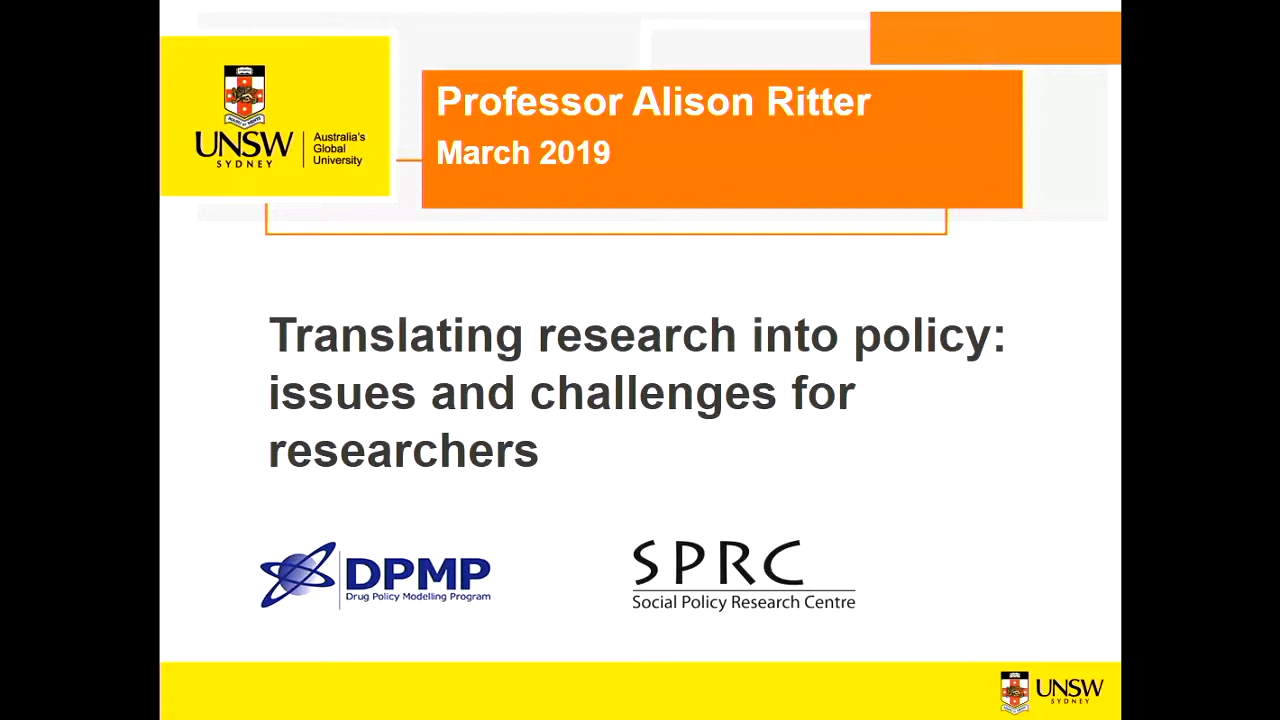 Professor Alison Ritter
March 2019
UNSW
SYDNEY
Australia's
Global
University
Translating research into policy:
issues and challenges for
researchers
DPMP
Drug Policy Modelling Program
SPRC
Social Policy Research Centre
UNSW
SYDNEY